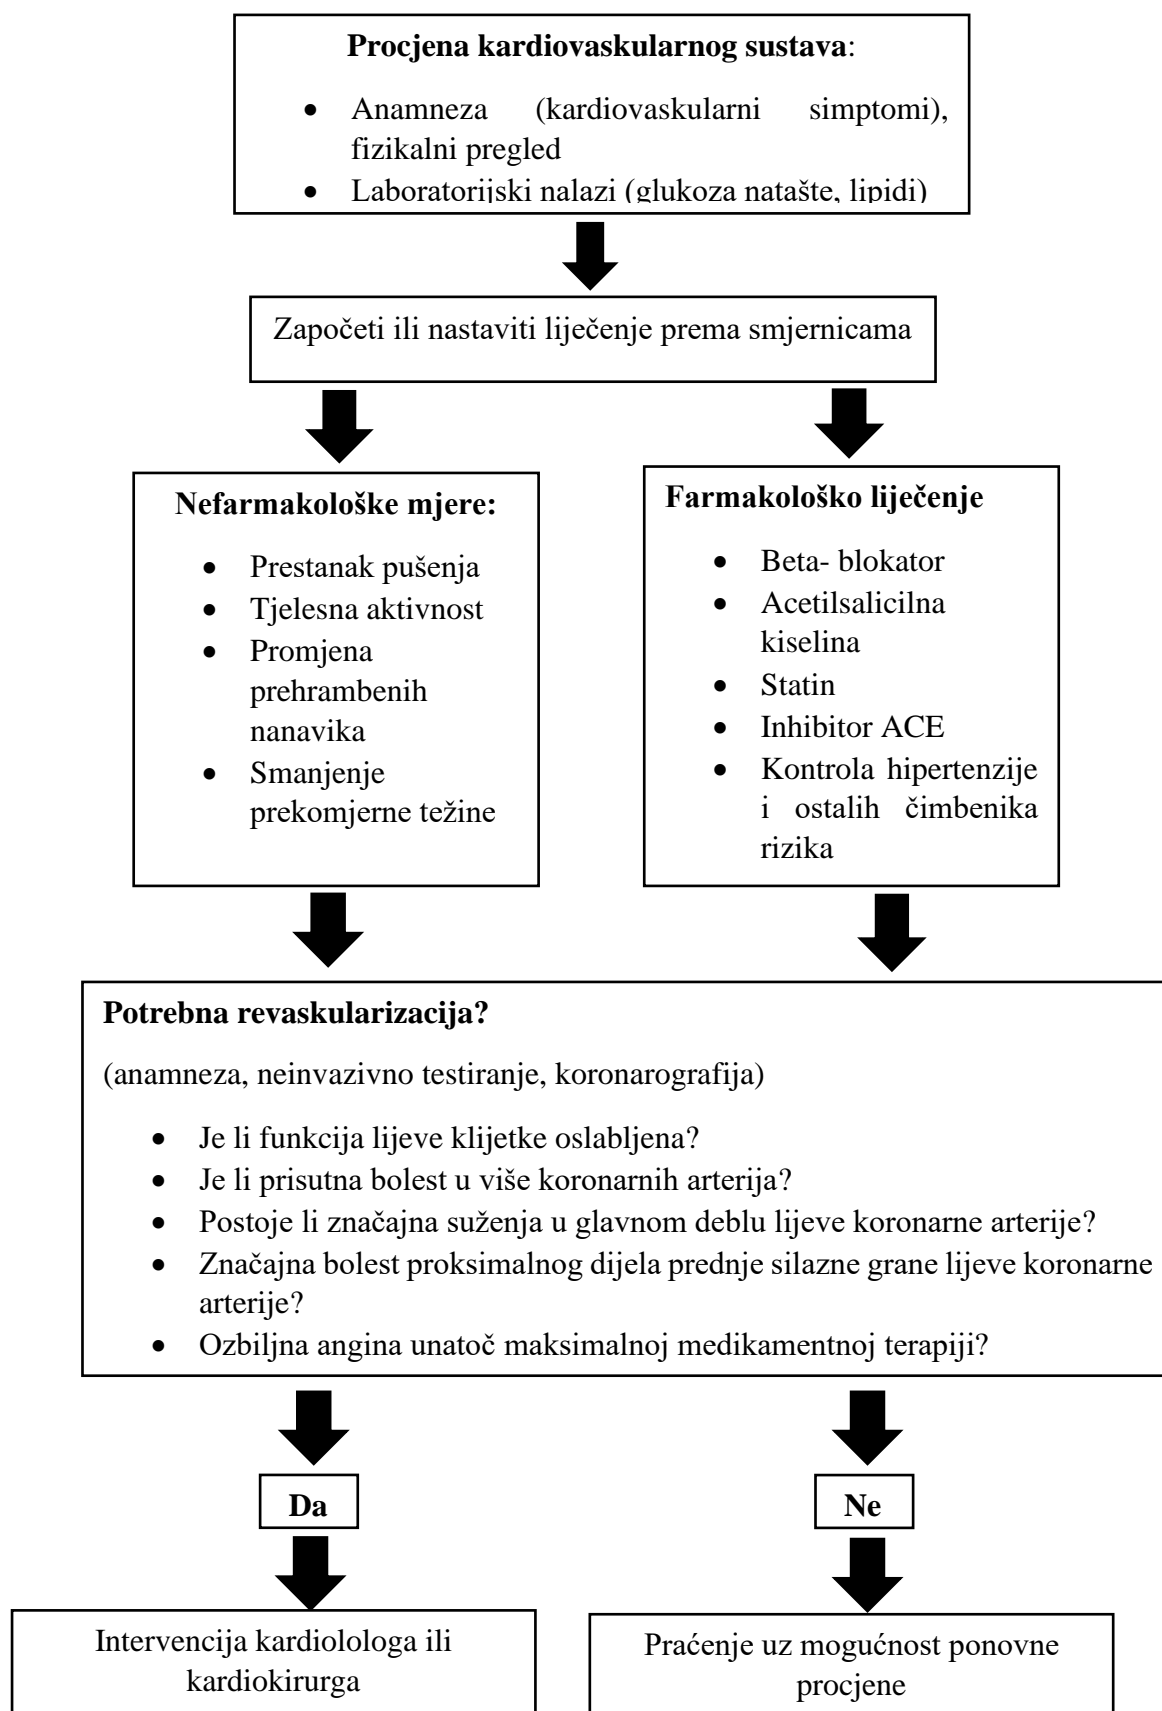 Procjena kardiovaskularnog sustava:
• Anamneza (kardiovaskularni simptomi),
fizikalni pregled
• Laboratorijski nalazi (glukoza natašte, lipidi)
Započeti ili nastaviti liječenje prema smjernicama
Nefarmakološke mjere:
• Prestanak pušenja
• Tjelesna aktivnost
• Promjena
prehrambenih
nanavika
• Smanjenje
prekomjerne težine
Farmakološko liječenje
• Beta- blokator
• Acetilsalicilna
kiselina
• Statin
• Inhibitor ACE
• Kontrola hipertenzije
i ostalih čimbenika
rizika
Potrebna revaskularizacija?
(anamneza, neinvazivno testiranje, koronarografija)
• Je li funkcija lijeve klijetke oslabljena?
• Je li prisutna bolest u više koronarnih arterija?
• Postoje li značajna suženja u glavnom deblu lijeve koronarne arterije?
• Značajna bolest proksimalnog dijela prednje silazne grane lijeve koronarne
arterije?
• Ozbiljna angina unatoč maksimalnoj medikamentnoj terapiji?
Da
Ne
Intervencija kardiolologa ili
kardiokirurga
Praćenje uz mogućnost ponovne
procjene